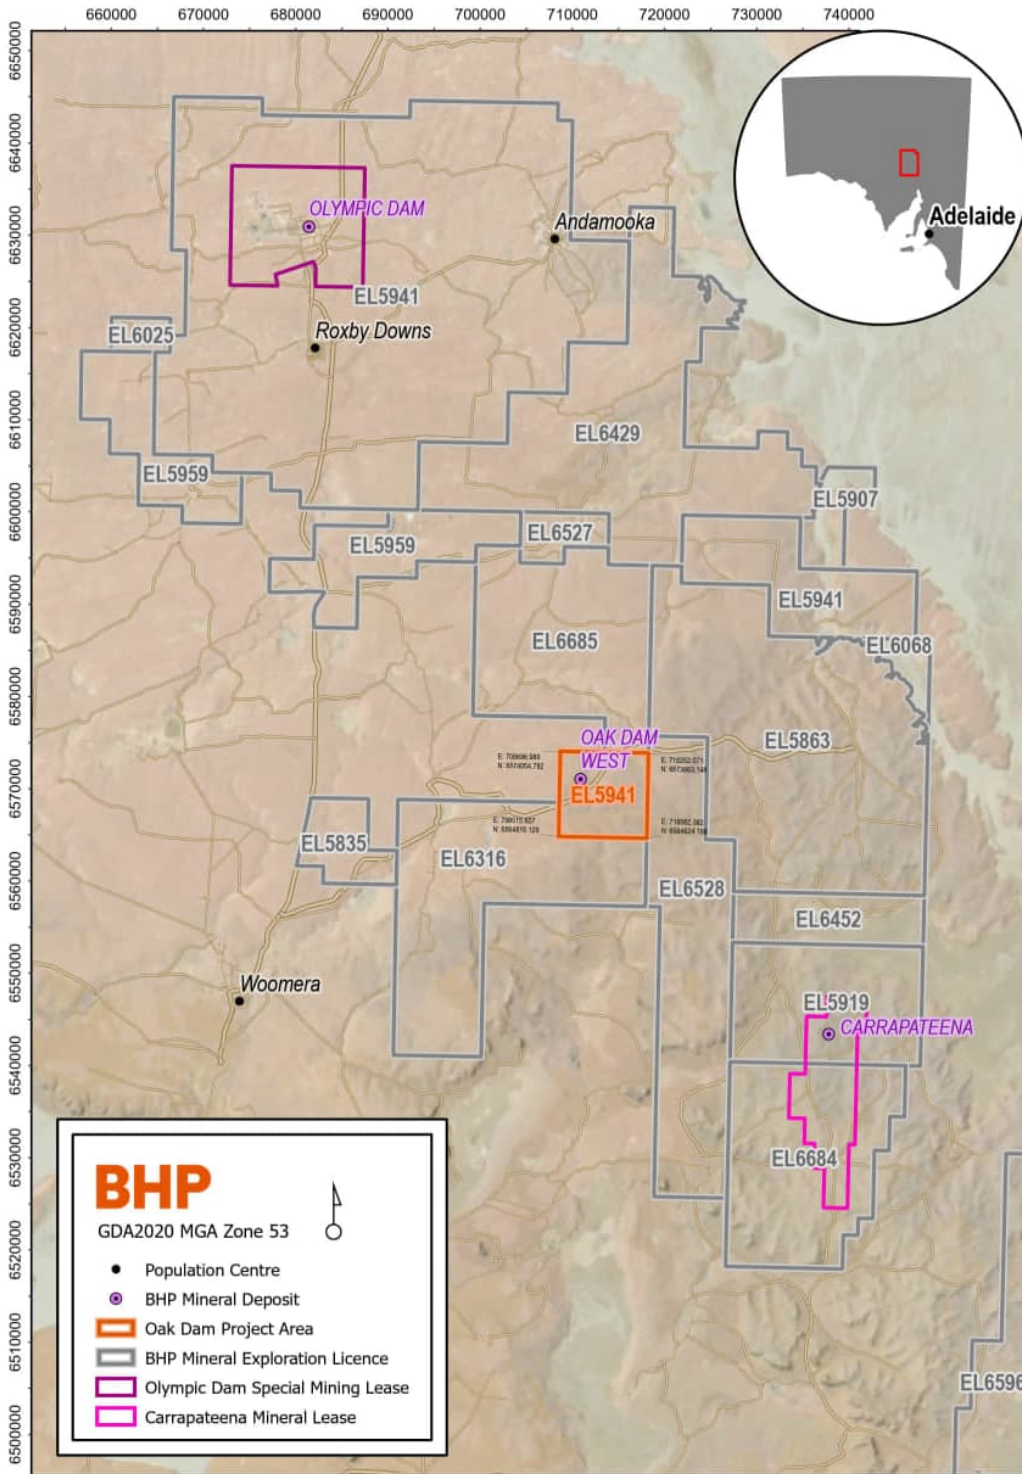 660000 670000 680000 690000 700000 710000 720000 730000 740000
6650000
6640000
6630000
6620000
6610000
6600000
6590000
6580000
6570000
6560000
6550000
6540000
6530000
6520000
6510000
6500000
Adelaide
OLYMPIC DAM
Andamooka
EL5941
EL6025
Roxby Downs
EL6429
EL5959
EL5907
EL6527
EL5959
EL5941
EL6685
EL6068
OAK DAM
WEST
EL5863
EL5941
EL5835
EL6316
EL6528
EL6452
Woomera
EL5919
CARRAPATEENA
EL6684
EL6596
BHP
GDA2020 MGA Zone 53
Population Centre
BHP Mineral Deposit
Oak Dam Project Area
BHP Mineral Exploration Licence
Olympic Dam Special Mining Lease
Carrapateena Mineral Lease